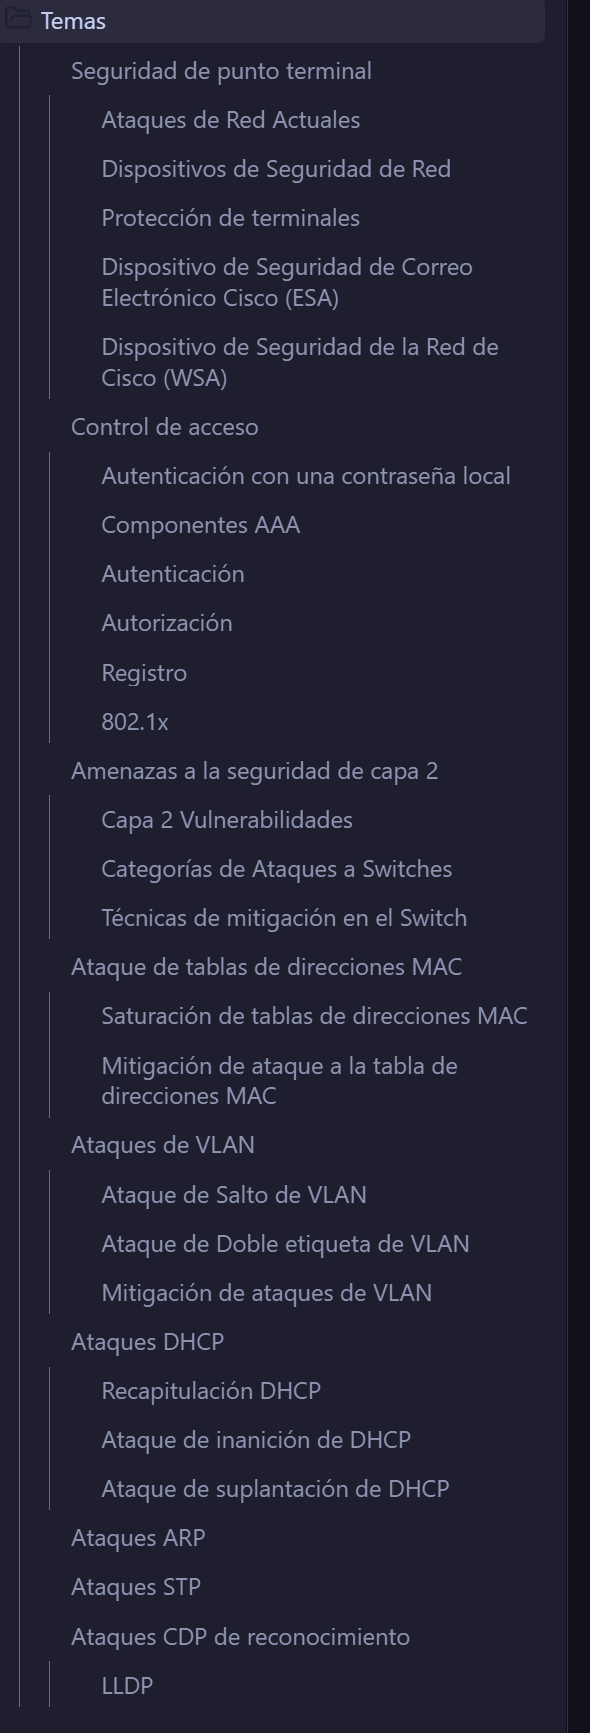 Temas
Seguridad de punto terminal
Ataques de Red Actuales
Dispositivos de Seguridad de Red
Protección de terminales
Dispositivo de Seguridad de Correo
Electrónico Cisco (ESA)
Dispositivo de Seguridad de la Red de
Cisco (WSA)
Control de acceso
Autenticación con una contraseña local
Componentes AAA
Autenticación
Autorización
Registro
802.1x
Amenazas a la seguridad de capa 2
Capa 2 Vulnerabilidades
Categorías de Ataques a Switches
Técnicas de mitigación en el Switch
Ataque de tablas de direcciones MAC
Saturación de tablas de direcciones MAC
Mitigación de ataque a la tabla de
direcciones MAC
Ataques de VLAN
Ataque de Salto de VLAN
Ataque de Doble etiqueta de VLAN
Mitigación de ataques de VLAN
Ataques DHCP
Recapitulación DHCP
Ataque de inanición de DHCP
Ataque de suplantación de DHCP
Ataques ARP
Ataques STP
Ataques CDP de reconocimiento
LLDP